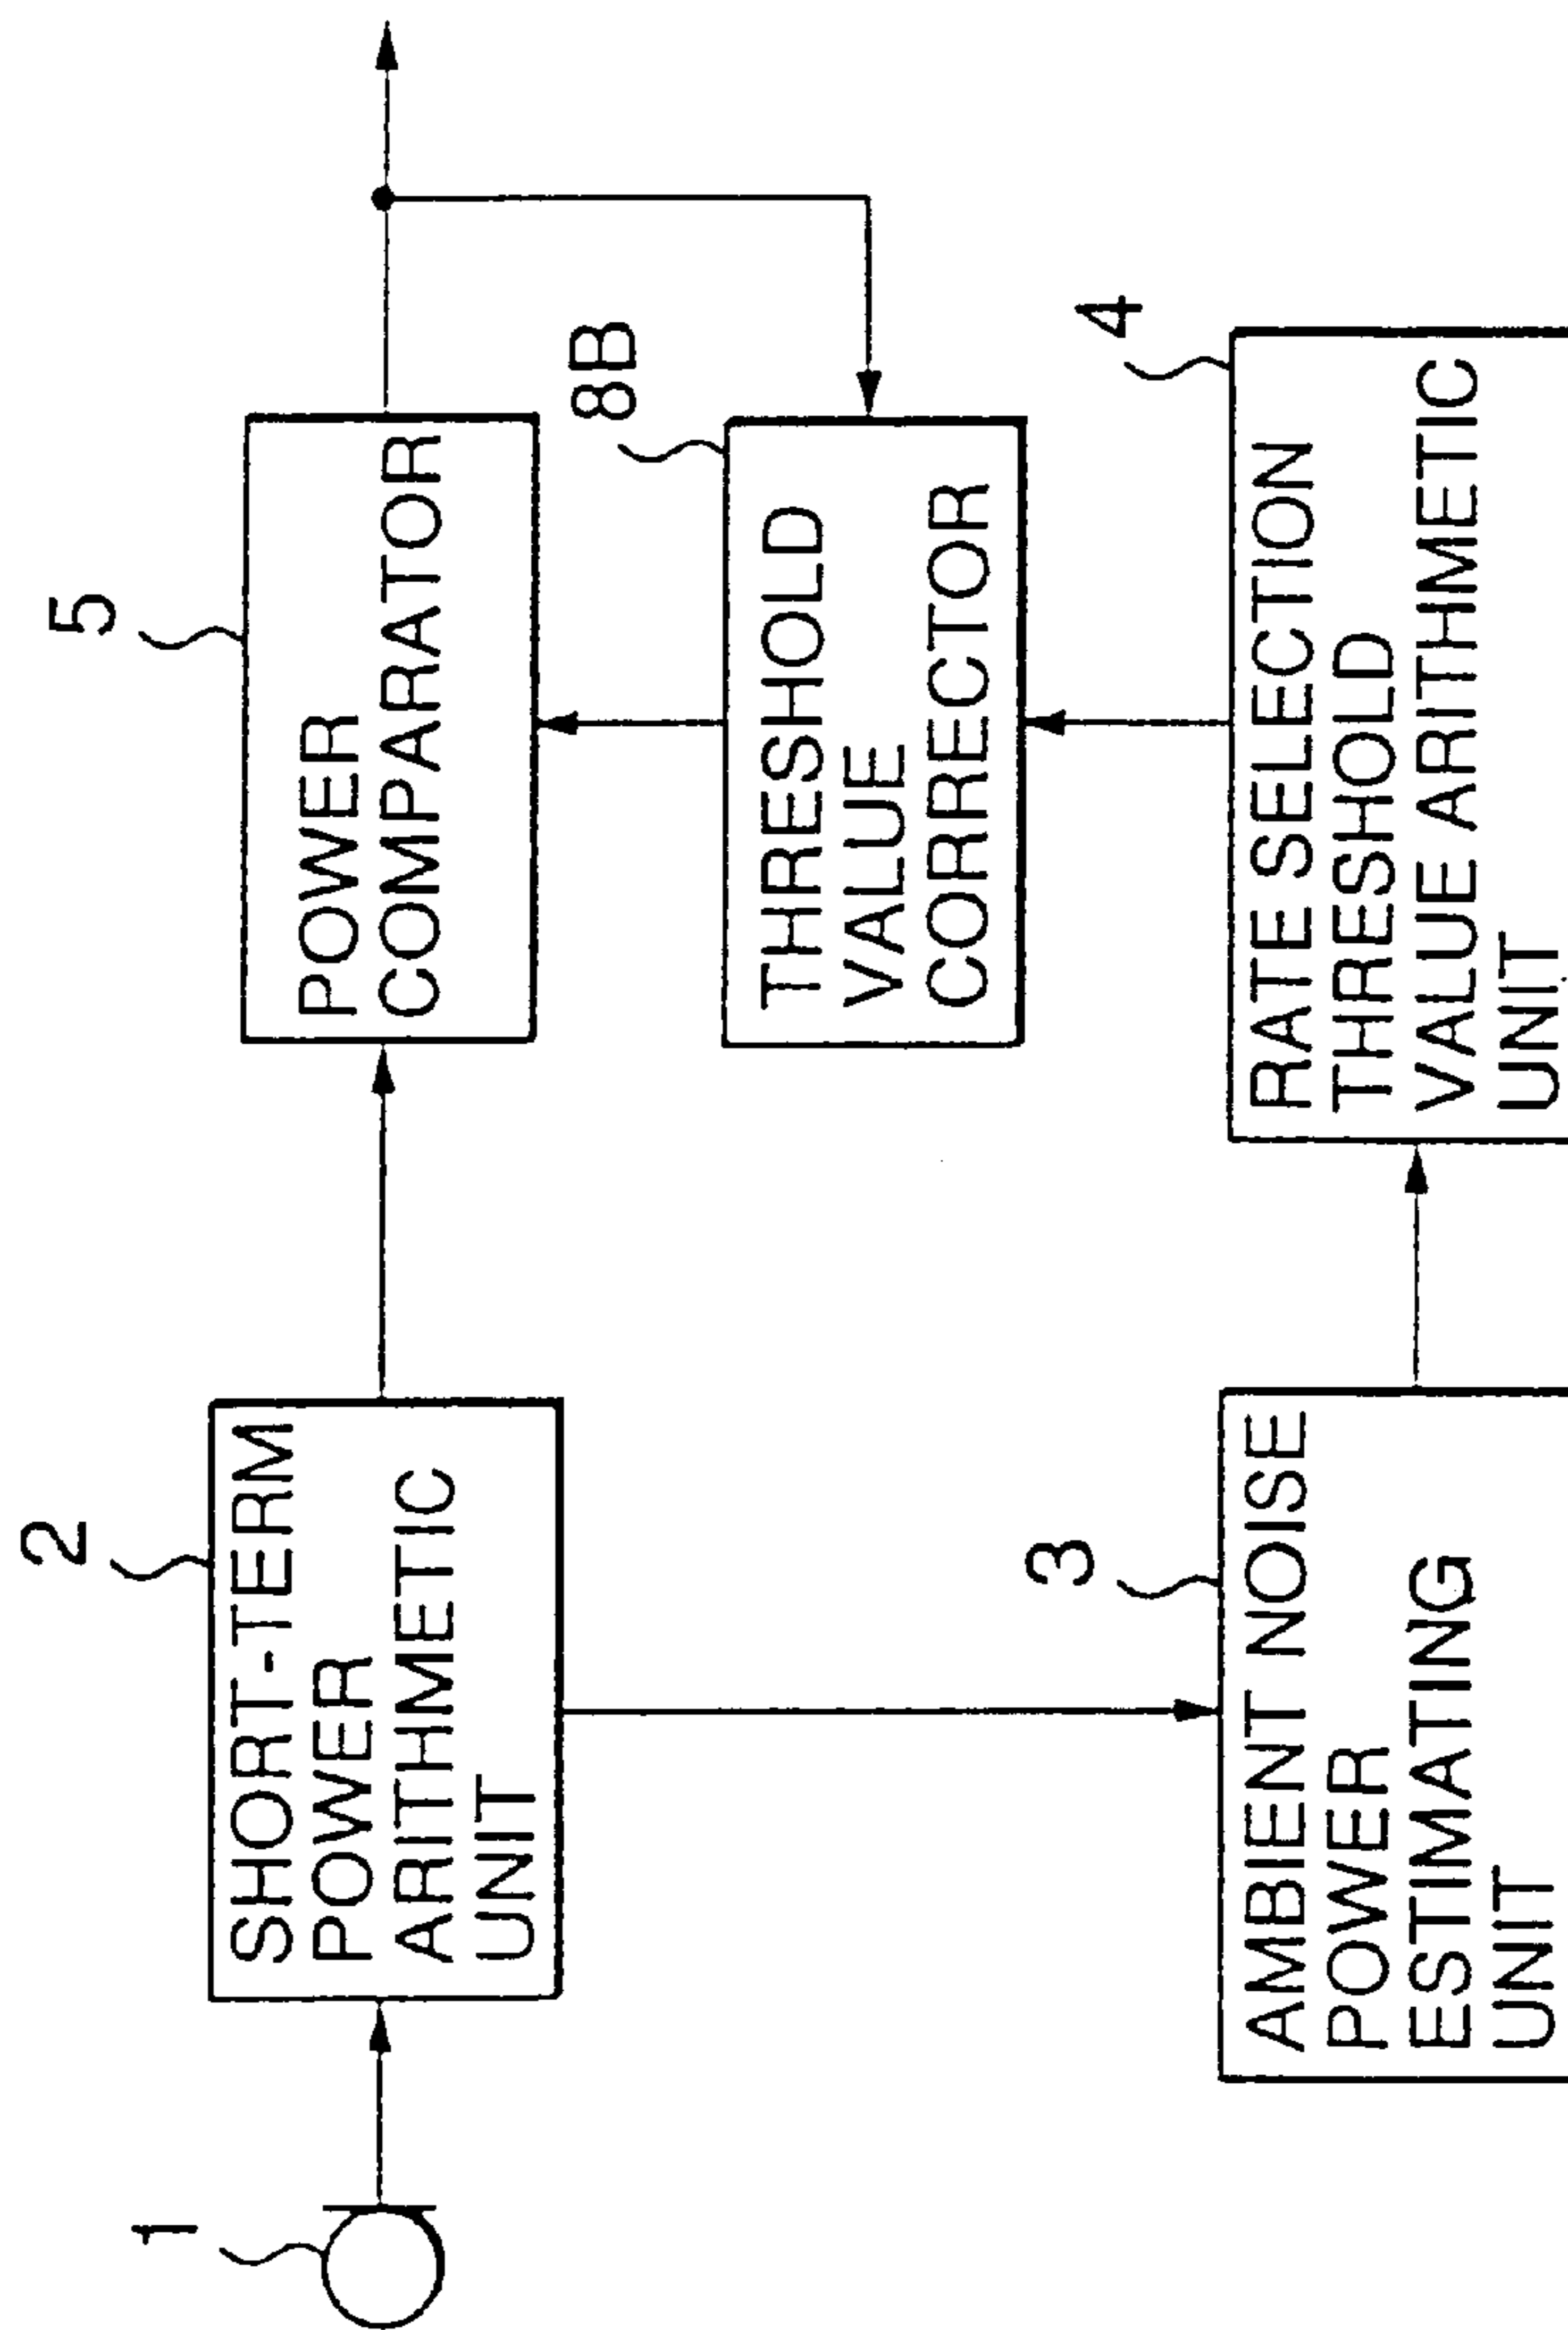 1
2
SHORT-TERM
POWER
ARITHMETIC
UNIT
5
POWER
COMPARATOR
8B
THRESHOLD
VALUE
CORRECTOR
3
AMBIENT NOISE
POWER
ESTIMATING
UNIT
4
RATE SELECTION
THRESHOLD
VALUE ARITHMETIC
UNIT